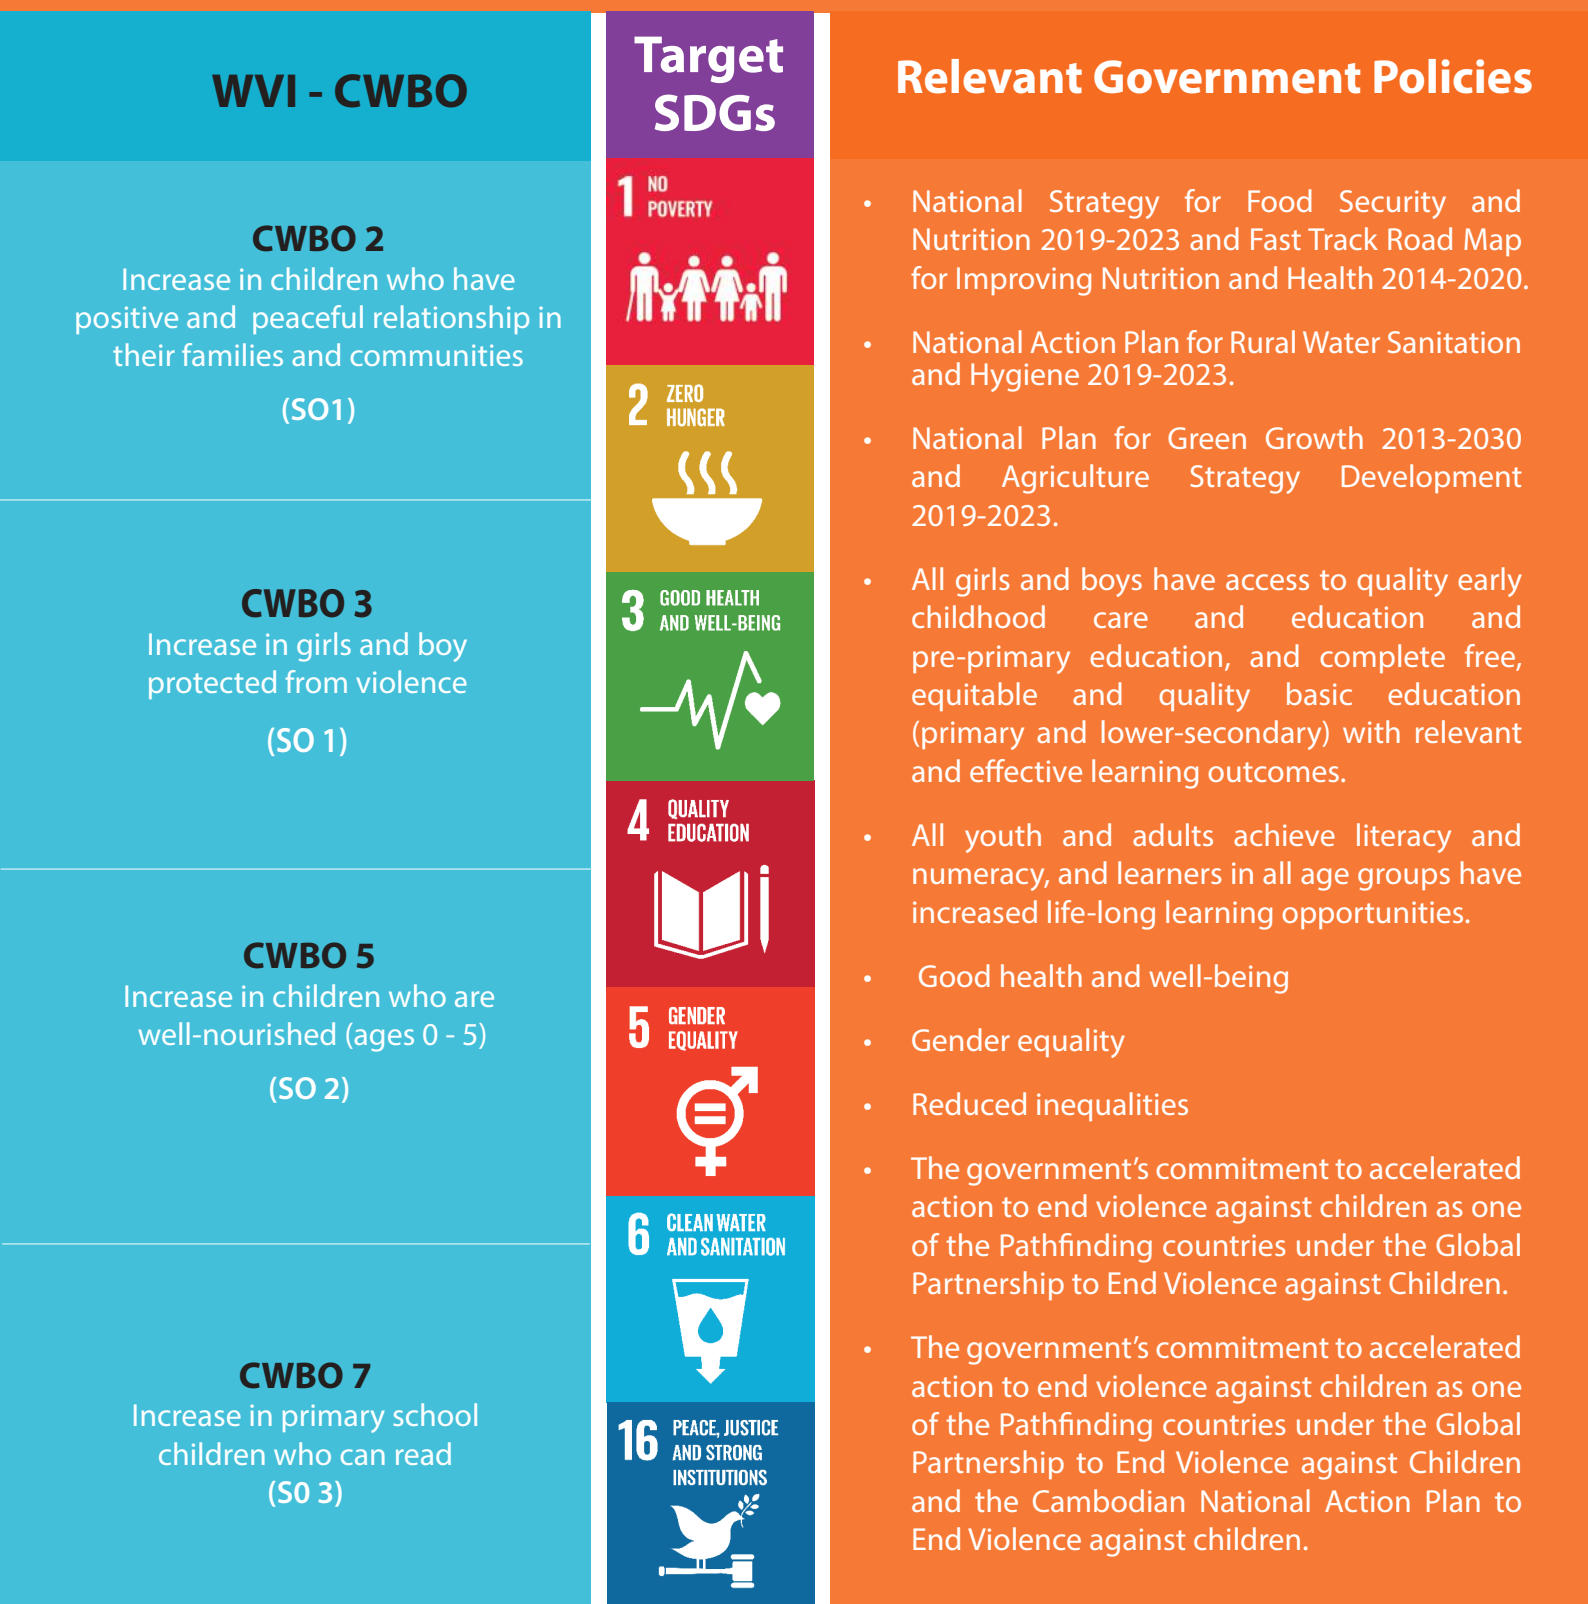 WVI - CWBO
CWBO 2
Increase in children who have
positive and peaceful relationship in
their families and communities
(SO1)
CWBO 3
Increase in girls and boy
protected from violence
(SO 1)
CWBO 5
Increase in children who are
well-nourished (ages 0 - 5)
(SO 2)
CWBO 7
Increase in primary school
children who can read
(S0 3)
Target
SDGs
1 NO
POVERTY
2 ZERO
HUNGER
3 GOOD HEALTH
AND WELL-BEING
4 QUALITY
EDUCATION
5 GENDER
EQUALITY
6 CLEAN WATER
AND SANITATION
16 PEACE, JUSTICE
AND STRONG
INSTITUTIONS
Relevant Government Policies
• National Strategy for Food Security and
Nutrition 2019-2023 and Fast Track Road Map
for Improving Nutrition and Health 2014-2020.
• National Action Plan for Rural Water Sanitation
and Hygiene 2019-2023.
• National Plan for Green Growth 2013-2030
and Agriculture Strategy Development
2019-2023.
• All girls and boys have access to quality early
childhood care and education and
pre-primary education, and complete free,
equitable and quality basic education
(primary and lower-secondary) with relevant
and effective learning outcomes.
• All youth and adults achieve literacy and
numeracy, and learners in all age groups have
increased life-long learning opportunities.
• Good health and well-being
• Gender equality
• Reduced inequalities
• The government’s commitment to accelerated
action to end violence against children as one
of the Pathfinding countries under the Global
Partnership to End Violence against Children.
• The government’s commitment to accelerated
action to end violence against children as one
of the Pathfinding countries under the Global
Partnership to End Violence against Children
and the Cambodian National Action Plan to
End Violence against children.